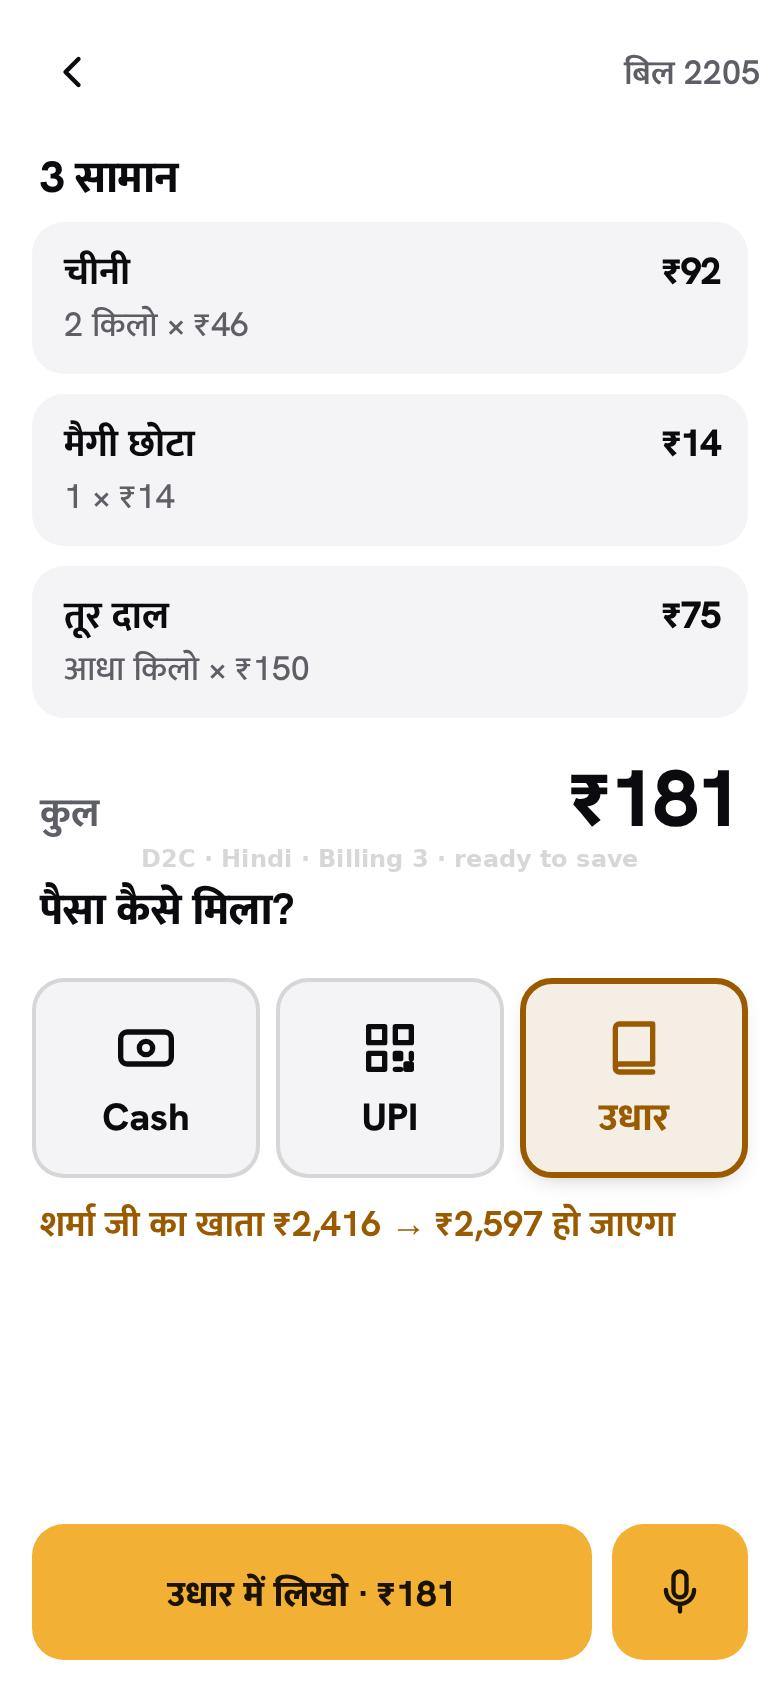 बिल 2205
3 सामान
चीनी ₹92
2 किलो × ₹46
मैगी छोटा ₹14
1 × ₹14
तूर दाल ₹75
आधा किलो × ₹150
कुल ₹181
D2C · Hindi · Billing 3 · ready to save
पैसा कैसे मिला?
Cash UPI उधार
शर्मा जी का खाता ₹2,416 → ₹2,597 हो जाएगा
उधार में लिखो · ₹181